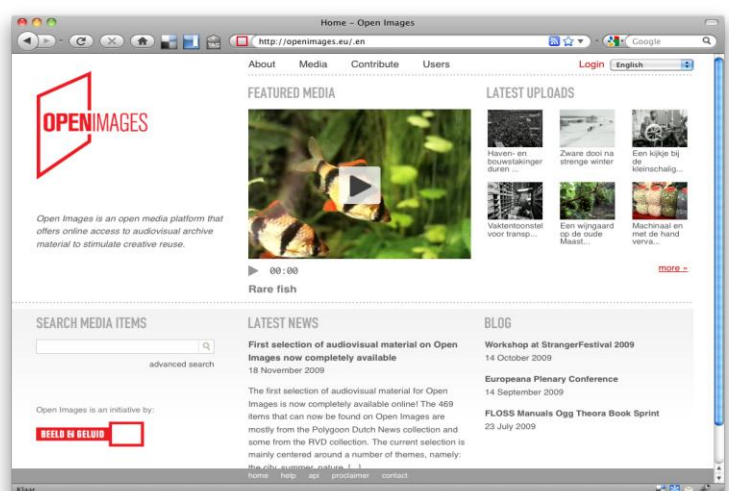 Home – Open Images
http://openimages.eu/.en
Google
About Media Contribute Users
Login English
OPENIMAGES
Open Images is an open media platform that
offers online access to audiovisual archive
material to stimulate creative reuse.
FEATURED MEDIA
00:00
Rare fish
LATEST UPLOADS
Haven- en
bouwstakinger
duren ...
Zware dooi na
strenge winter
Een kijkje bij
de
kleinschalig...
Vaktentoonstel
voor transp...
Een wijngaard
op de oude
Maast...
Machinaal en
met de hand
verva...
more »
SEARCH MEDIA ITEMS
advanced search
Open Images is an initiative by:
BEELD EN GELUID
LATEST NEWS
First selection of audiovisual material on Open
Images now completely available
18 November 2009
The first selection of audiovisual material for Open
Images is now completely available online! The 469
items that can now be found on Open Images are
mostly from the Polygoon Dutch News collection and
some from the RVD collection. The current selection is
mainly centered around a number of themes, namely:
the city, summer, nature, [...]
BLOG
Workshop at StrangerFestival 2009
14 October 2009
Europeana Plenary Conference
14 September 2009
FLOSS Manuals Ogg Theora Book Sprint
23 July 2009
home help api proclaimer contact
Klaar